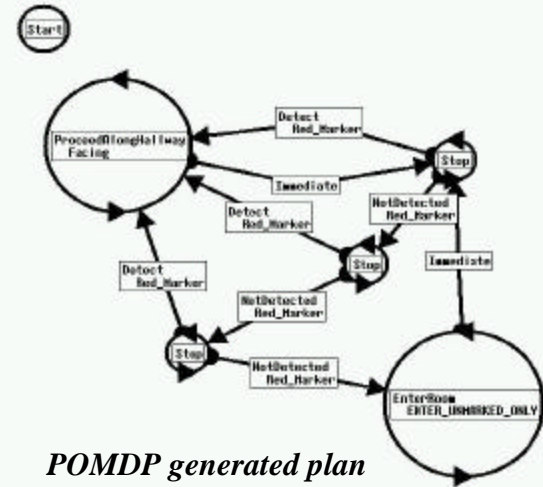 Start
Detect
Red_Marker
ProceedAlongHallway
Facing
Stop
Immediate
NotDetected
Red_Marker
Detect
Red_Marker
Immediate
Stop
Detect
Red_Marker
NotDetected
Red_Marker
Stop
NotDetected
Red_Marker
EnterRoom
ENTER_UNMARKED_ONLY
POMDP generated plan